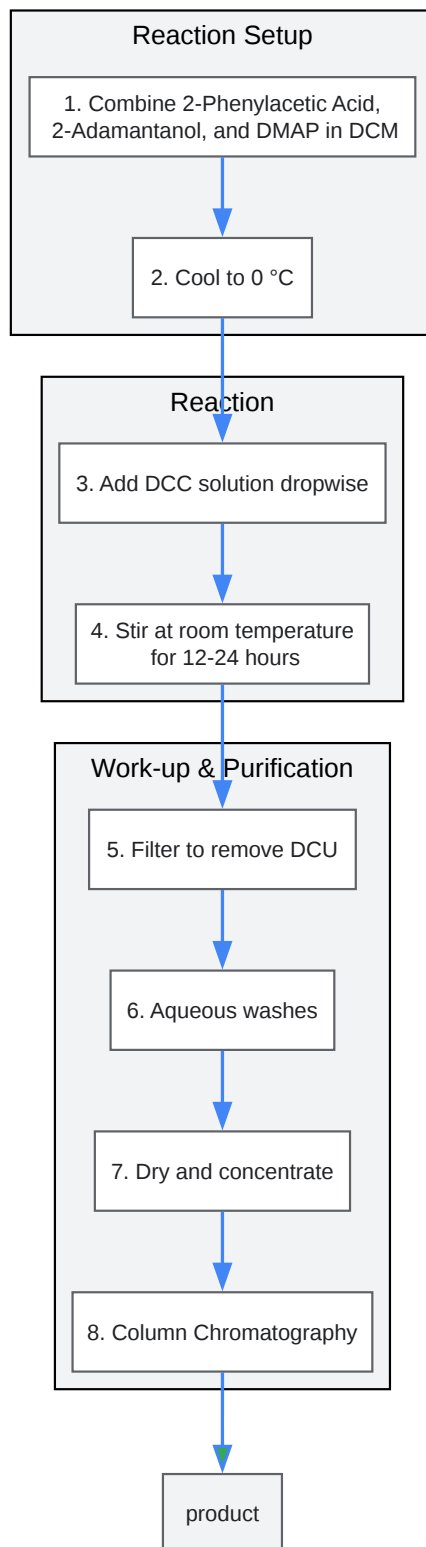 Reaction Setup
1. Combine 2-Phenylacetic Acid,
2-Adamantanol, and DMAP in DCM
2. Cool to 0 °C
Reaction
3. Add DCC solution dropwise
4. Stir at room temperature
for 12-24 hours
Work-up & Purification
5. Filter to remove DCU
6. Aqueous washes
7. Dry and concentrate
8. Column Chromatography
product